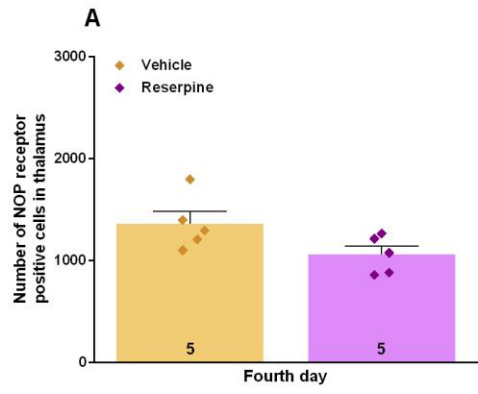 A
3000
2000
1000
0
Number of NOP receptor
positive cells in thalamus
Vehicle
Reserpine
5
5
Fourth day